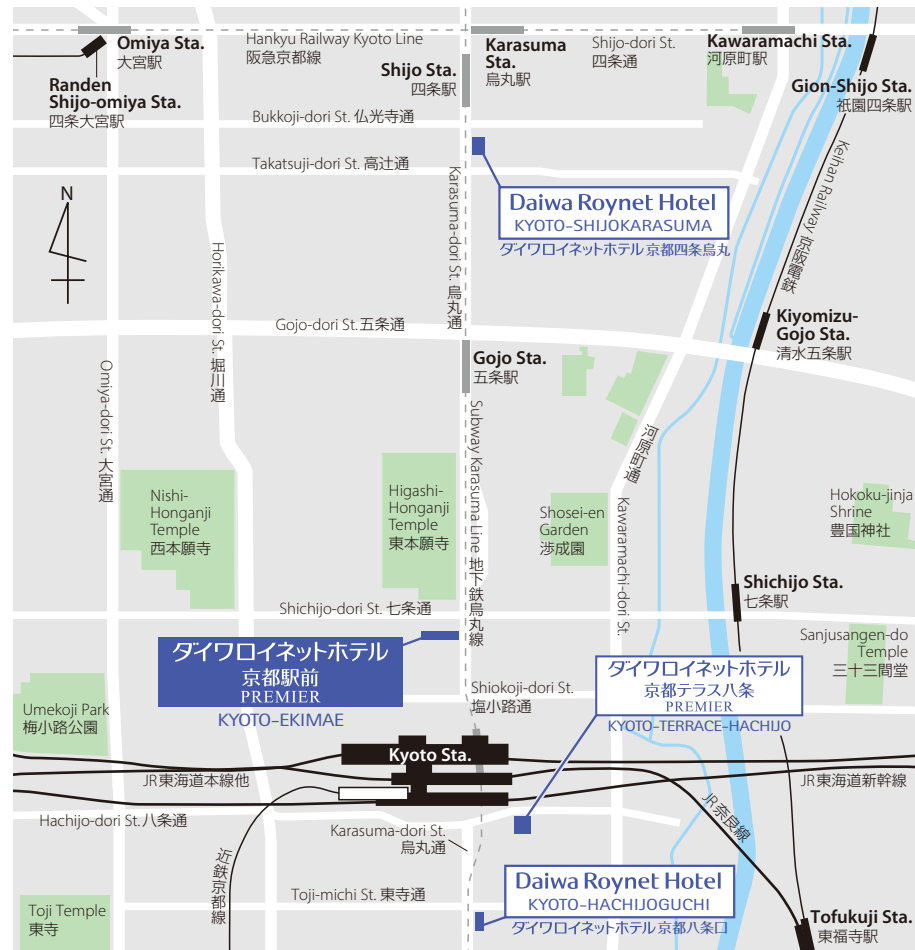 Omiya Sta.
大宮駅
Hankyu Railway Kyoto Line
阪急京都線
Karasuma
Sta.
烏丸駅
Shijo-dori St.
四条通
Kawaramachi Sta.
河原町駅
Randen
Shijo-omiya Sta.
四条大宮駅
Shijo Sta.
四条駅
Gion-Shijo Sta.
祇園四条駅
Bukkoji-dori St. 仏光寺通
Takatsuji-dori St. 高辻通
Keihan Railway 京阪電鉄
N
Daiwa Roynet Hotel
KYOTO-SHIJOKARASUMA
ダイワロイネットホテル 京都四条烏丸
Karasuma-dori St. 烏丸通
Horikawa-dori St. 堀川通
Gojo-dori St. 五条通
Kiyomizu-
Gojo Sta.
清水五条駅
Gojo Sta.
五条駅
Omiya-dori St. 大宮通
Subway Karasuma Line 地下鉄烏丸線
河原町通
Kawaramachi-dori St.
Nishi-
Honganji
Temple
西本願寺
Higashi-
Honganji
Temple
東本願寺
Shosei-en
Garden
渉成園
Hokoku-jinja
Shrine
豊国神社
Shichijo Sta.
七条駅
Shichijo-dori St. 七条通
Sanjusangen-do
Temple
三十三間堂
ダイワロイネットホテル
京都駅前
PREMIER
KYOTO-EKIMAE
ダイワロイネットホテル
京都テラス八条
PREMIER
KYOTO-TERRACE-HACHIJO
Shiokoji-dori St.
塩小路通
Umekoji Park
梅小路公園
Kyoto Sta.
JR東海道本線他
JR東海道新幹線
JR奈良線
Hachijo-dori St. 八条通
Karasuma-dori St.
烏丸通
近鉄京都線
Daiwa Roynet Hotel
KYOTO-HACHIJOGUCHI
ダイワロイネットホテル 京都八条口
Toji-michi St. 東寺通
Toji Temple
東寺
Tofukuji Sta.
東福寺駅